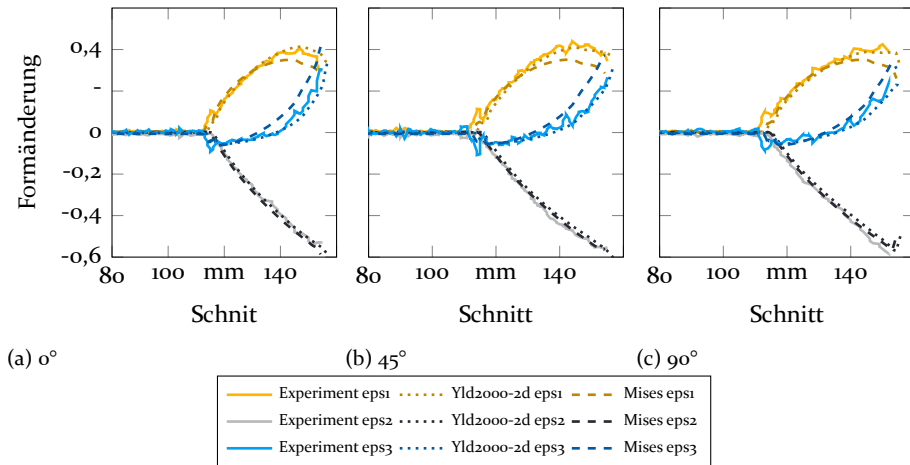 Formänderung
0,4
-
0
-0,2
-0,4
-0,6
80 100 mm 140
80 100 mm 140
80 100 mm 140
Schnit
Schnitt
Schnitt
(a) 0°
(b) 45°
(c) 90°
Experiment eps1 Yld2000-2d eps1 Mises eps1
Experiment eps2 Yld2000-2d eps2 Mises eps2
Experiment eps3 Yld2000-2d eps3 Mises eps3